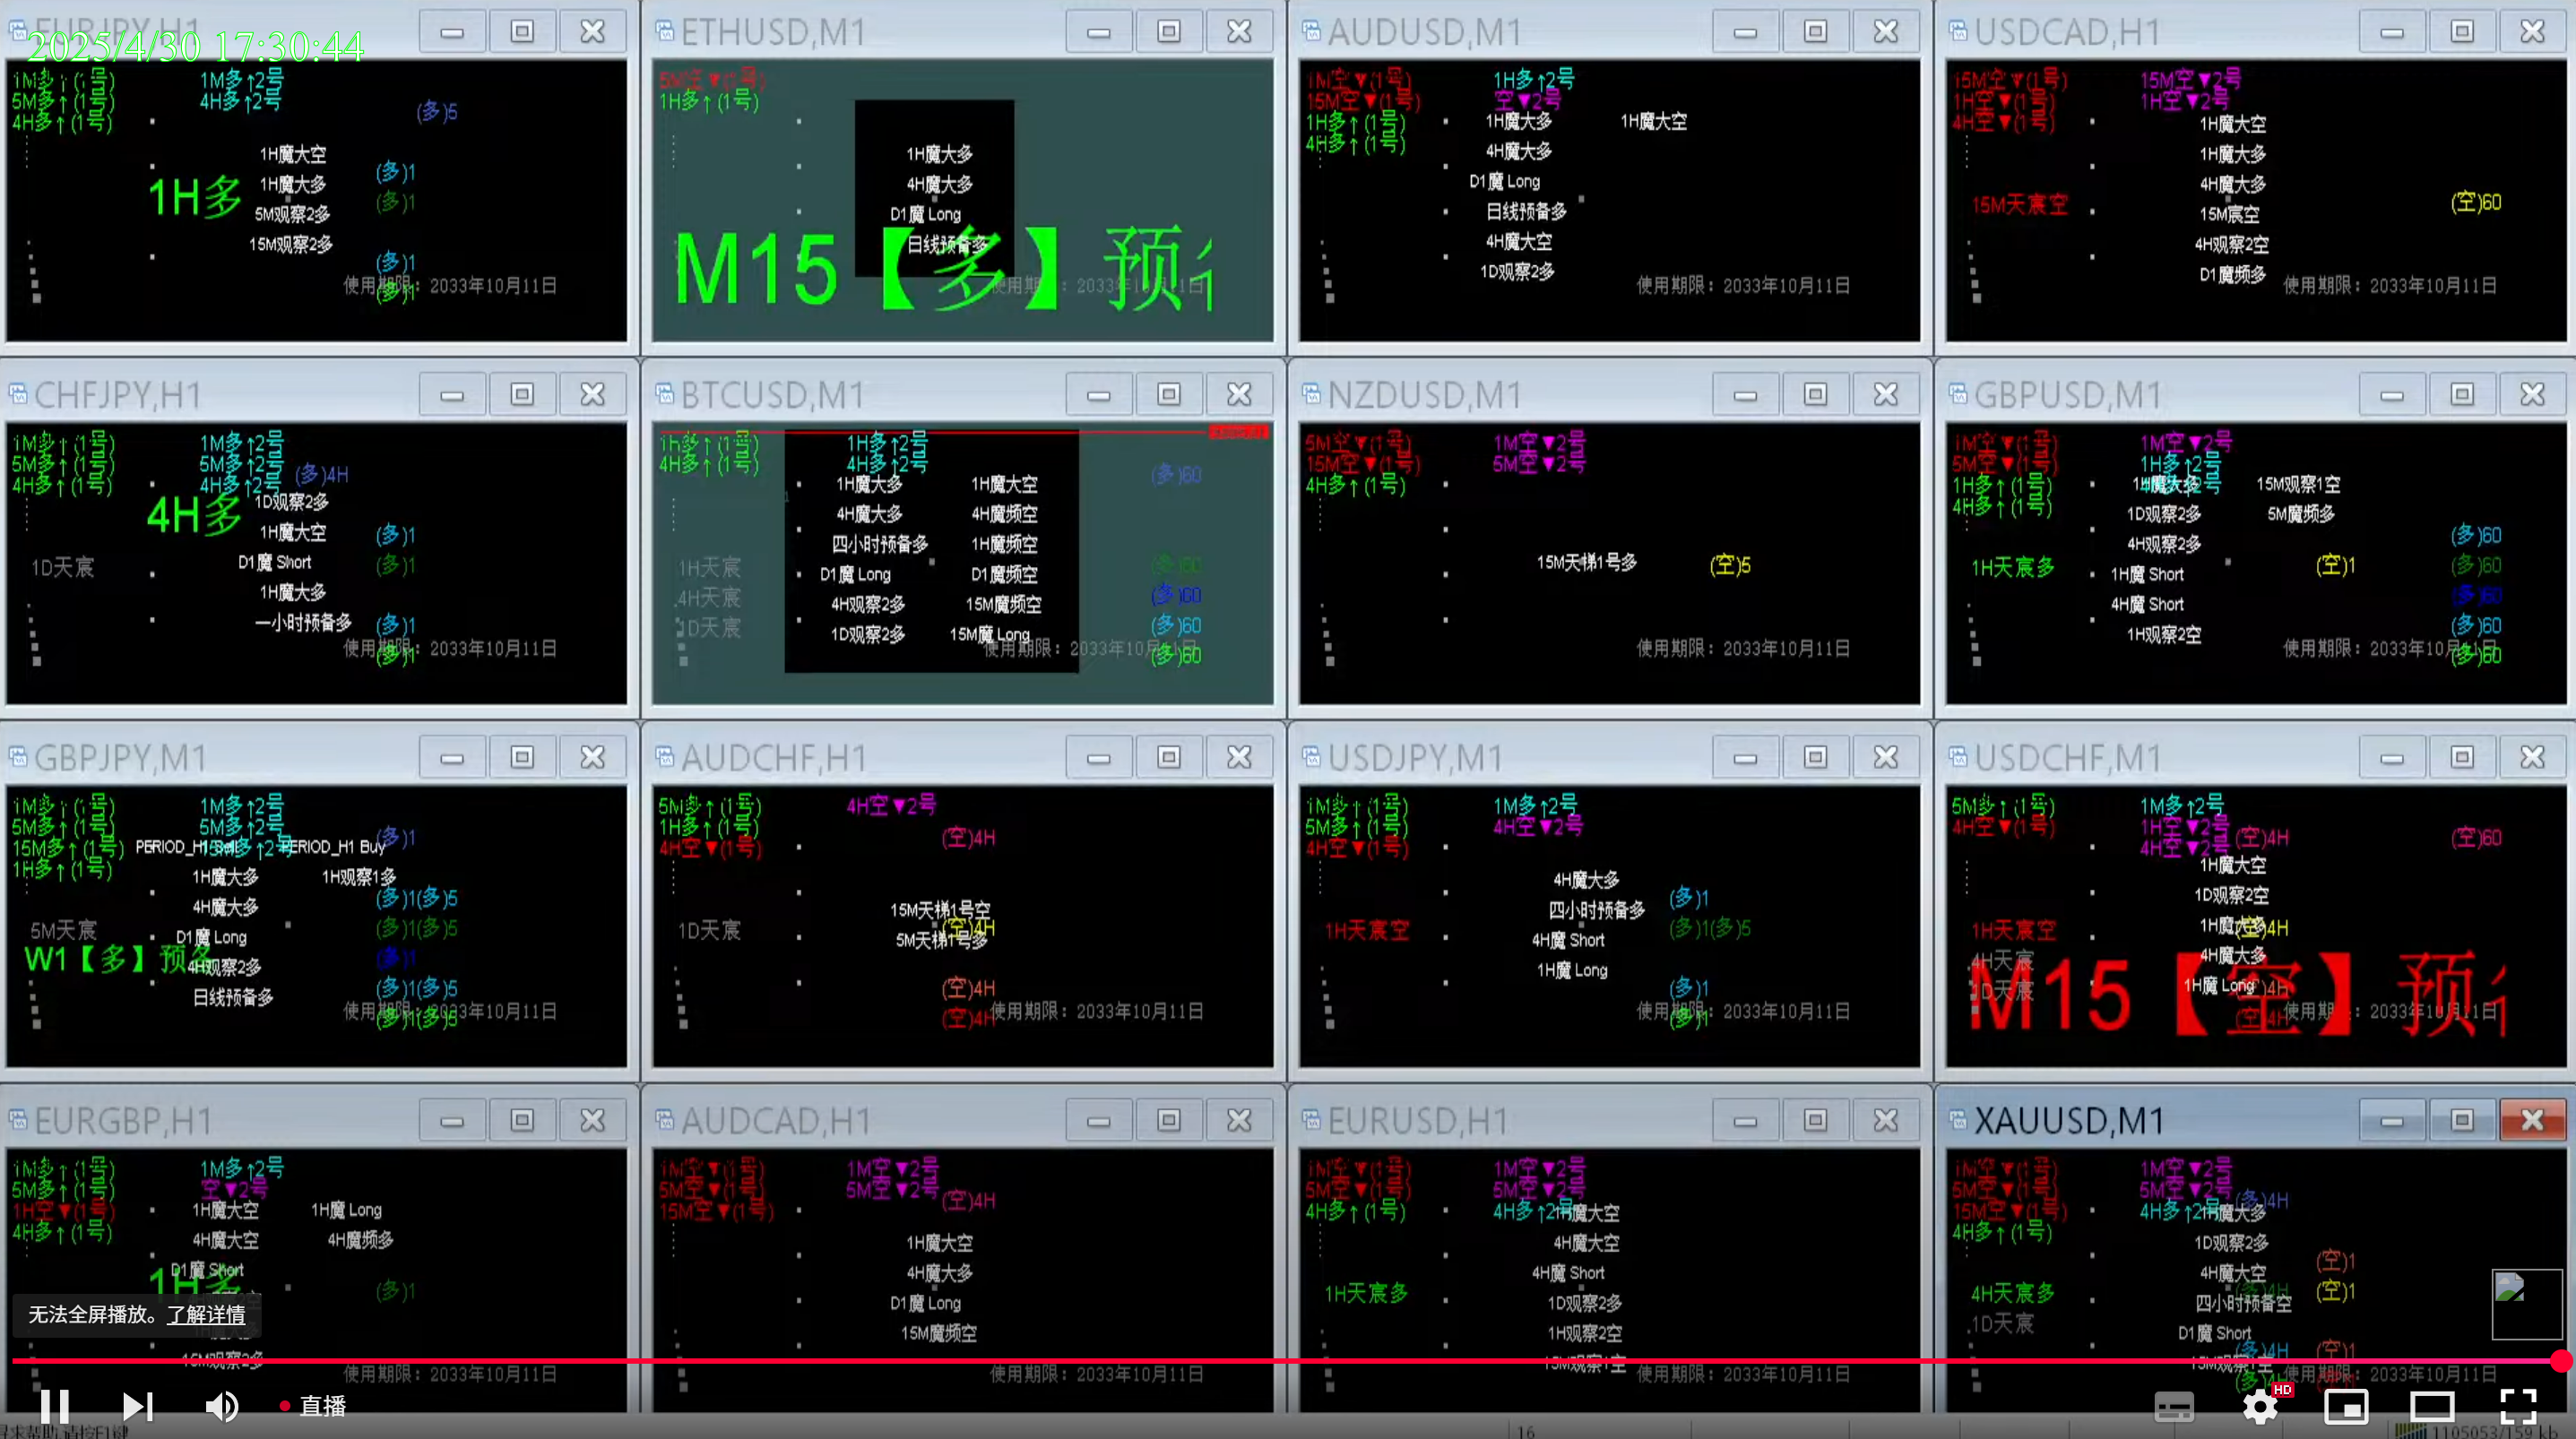 EURJPY,H1
2025/4/30 17:30:44
1M多↑(1号) 1M多↑2号
5M多↑(1号) 4H多↑2号 (多)5
4H多↑(1号)
1H魔大空 (多)1
1H多 1H魔大多 (多)1
5M观察2多
15M观察2多 (多)1
使用期限：2033年10月11日
ETHUSD,M1
5M空▼(1号)
1H多↑(1号)
1H魔大多
4H魔大多
D1魔 Long
日线预备多
M15【多】预
AUDUSD,M1
1M空▼(1号) 1H多↑2号
15M空▼(1号) 空▼2号
1H多↑(1号) 1H魔大多 1H魔大空
4H多↑(1号) 4H魔大多
D1魔 Long
日线预备多
4H魔大空
1D观察2多
使用期限：2033年10月11日
USDCAD,H1
15M空▼(1号) 15M空▼2号
1H空▼(1号) 1H空▼2号
4H空▼(1号) 1H魔大空
1H魔大多
4H魔大多
15M天宸空 15M宸空 (空)60
4H观察2空
D1魔频多
使用期限：2033年10月11日
CHFJPY,H1
1M多↑(1号) 1M多↑2号
5M多↑(1号) 5M多↑2号 (多)4H
4H多↑(1号) 4H多↑2号
4H多 1D观察2多
1H魔大空 (多)1
1D天宸 D1魔 Short (多)1
1H魔大多
一小时预备多 (多)1
使用期限：2033年10月11日
BTCUSD,M1
1H多↑(1号) 1H多↑2号
4H多↑(1号) 4H多↑2号 (多)60
1H魔大多 1H魔大空
4H魔大多 4H魔频空
1H天宸 四小时预备多 1H魔频空 (多)60
4H天宸 D1魔 Long D1魔频空 (多)60
1D天宸 4H观察2多 15M魔频空 (多)60
1D观察2多 15M魔 Long (多)60
NZDUSD,M1
5M空▼(1号) 1M空▼2号
15M空▼(1号) 5M空▼2号
4H多↑(1号)
15M天梯1号多 (空)5
使用期限：2033年10月11日
GBPUSD,M1
1M空▼(1号) 1M空▼2号
5M空▼(1号) 1H多↑2号
1H多↑(1号) 15M观察1空
4H多↑(1号) 1D观察2多 5M魔频多
4H观察2多 (多)60
1H天宸多 1H魔 Short (空)1 (多)60
4H魔 Short (多)60
1H观察2空 (多)60
使用期限：2033年10月11日 (多)60
GBPJPY,M1
1M多↑(1号) 1M多↑2号
5M多↑(1号) 5M多↑2号 (多)1
15M多↑(1号) 15M多↑2号 PERIOD_H1 Buy
1H多↑(1号) 1H魔大多 1H观察1多
4H魔大多 (多)1(多)5
5M天宸 D1魔 Long (多)1(多)5
W1【多】预备 4H观察2多 (多)1
日线预备多 (多)1(多)5
使用期限：2033年10月11日 (多)1(多)5
AUDCHF,H1
5M多↑(1号) 4H空▼2号
1H多↑(1号) (空)4H
4H空▼(1号)
15M天梯1号空
1D天宸 5M天梯1号多 (空)4H
(空)4H
(空)4H 使用期限：2033年10月11日
USDJPY,M1
1M多↑(1号) 1M多↑2号
5M多↑(1号) 4H空▼2号
4H空▼(1号)
4H魔大多 (多)1
1H天宸空 四小时预备多 (多)1(多)5
4H魔 Short
1H魔 Long (多)1
使用期限：2033年10月11日 (多)1
USDCHF,M1
5M多↑(1号) 1M多↑2号
4H空▼(1号) 1H空▼2号 (空)4H (空)60
4H空▼2号
1H魔大空
1D观察2空
1H天宸空 1H魔大多 (空)4H
4H天宸 4H魔大多
1D天宸 1H魔 Long (空)4H
M15【空】预
使用期限：2033年10月11日
EURGBP,H1
1M多↑(1号) 1M多↑2号
5M多↑(1号) 空▼2号
1H空▼(1号) 1H魔大空 1H魔 Long
4H多↑(1号) 4H魔大空 4H魔频多
D1魔 Short
1H多 (多)1
15M观察2多
使用期限：2033年10月11日
AUDCAD,H1
1M空▼(1号) 1M空▼2号
5M空▼(1号) 5M空▼2号 (空)4H
15M空▼(1号)
1H魔大空
4H魔大多
D1魔 Long
15M魔频空
使用期限：2033年10月11日
EURUSD,H1
1M空▼(1号) 1M空▼2号
5M空▼(1号) 5M空▼2号
4H多↑(1号) 4H多↑2号 1H魔大空
4H魔大空
4H魔 Short
1H天宸多 1D观察2多
1H观察2空
15M观察1空
使用期限：2033年10月11日
XAUUSD,M1
1M空▼(1号) 1M空▼2号
5M空▼(1号) 5M空▼2号 (多)4H
15M空▼(1号) 4H多↑2号 1H魔大多
4H多↑(1号) 1D观察2多
4H魔大空 (空)1
4H天宸多 四小时预备空 (空)1
1D天宸 D1魔 Short
15M观察1空 (多)4H (空)1
使用期限：2033年10月11日
无法全屏播放。了解详情
直播
HD
16
1105053/159 kb